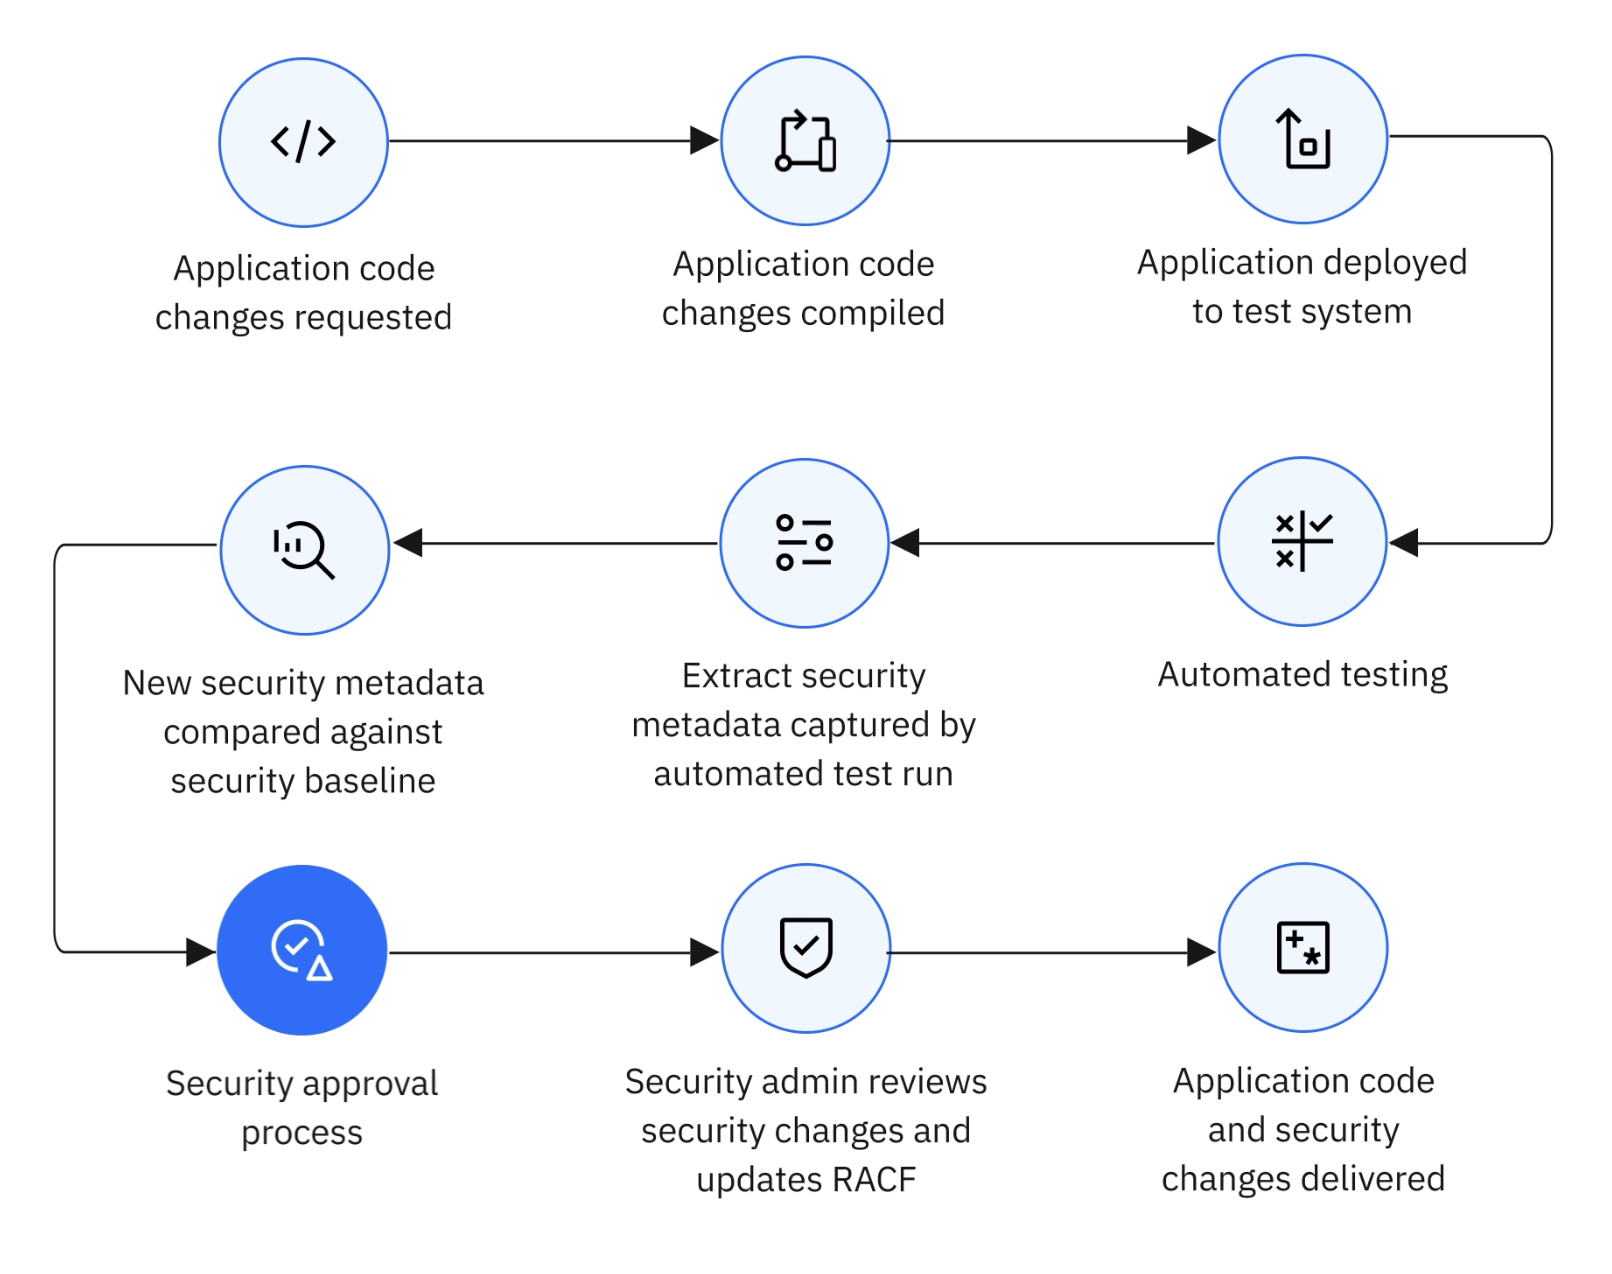 Application code
changes requested
Application code
changes compiled
Application deployed
to test system
New security metadata
compared against
security baseline
Extract security
metadata captured by
automated test run
Automated testing
Security approval
process
Security admin reviews
security changes and
updates RACF
Application code
and security
changes delivered